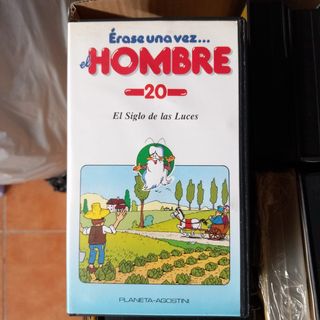 Érase una vez...
el HOMBRE
20
El Siglo de las Luces
PLANETA-AGOSTINI